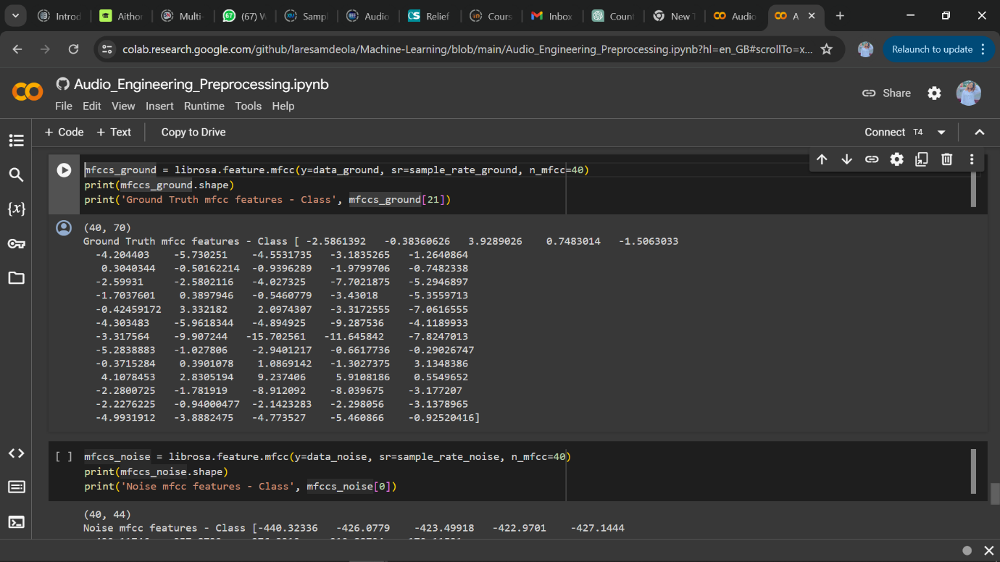 Introd
Aithor
Multi-
(67) W
Sampl
Audio
Relief
Cours
Inbox
Count
New T
Audio
A
colab.research.google.com/github/laresamdeola/Machine-Learning/blob/main/Audio_Engineering_Preprocessing.ipynb?hl=en_GB#scrollTo=x...
Relaunch to update
Audio_Engineering_Preprocessing.ipynb
File Edit View Insert Runtime Tools Help
Share
+ Code + Text Copy to Drive
Connect T4
mfccs_ground = librosa.feature.mfcc(y=data_ground, sr=sample_rate_ground, n_mfcc=40)
print(mfccs_ground.shape)
print('Ground Truth mfcc features - Class', mfccs_ground[21])
(40, 70)
Ground Truth mfcc features - Class [ -2.5861392 -0.38360626 3.9289026 0.7483014 -1.5063033
-4.204403 -5.730251 -4.5531735 -3.1835265 -1.2640864
0.3040344 -0.50162214 -0.9396289 -1.9799706 -0.7482338
-2.59931 -2.5802116 -4.027325 -7.7021875 -5.2946897
-1.7037601 0.3897946 -0.5460779 -3.43018 -5.3559713
-0.42459172 3.332182 2.0974307 -3.3172555 -7.0616555
-4.303483 -5.9618344 -4.894925 -9.287536 -4.1189933
-3.317564 -9.907244 -15.702561 -11.645842 -7.8247013
-5.2838883 -1.027806 -2.9401217 -0.6617736 -0.29026747
-0.3715284 0.3901078 1.0869142 -1.3027375 3.1348386
4.1078453 2.8305194 9.237406 5.9108186 0.5549652
-2.2800725 -1.781919 -8.912092 -8.039675 -3.177207
-2.2276225 -0.94000477 -2.1423283 -2.298056 -3.1378965
-4.9931912 -3.8882475 -4.773527 -5.460866 -0.92520416]
[ ] mfccs_noise = librosa.feature.mfcc(y=data_noise, sr=sample_rate_noise, n_mfcc=40)
print(mfccs_noise.shape)
print('Noise mfcc features - Class', mfccs_noise[0])
(40, 44)
Noise mfcc features - Class [-440.32336 -426.0779 -423.49918 -422.9701 -427.1444